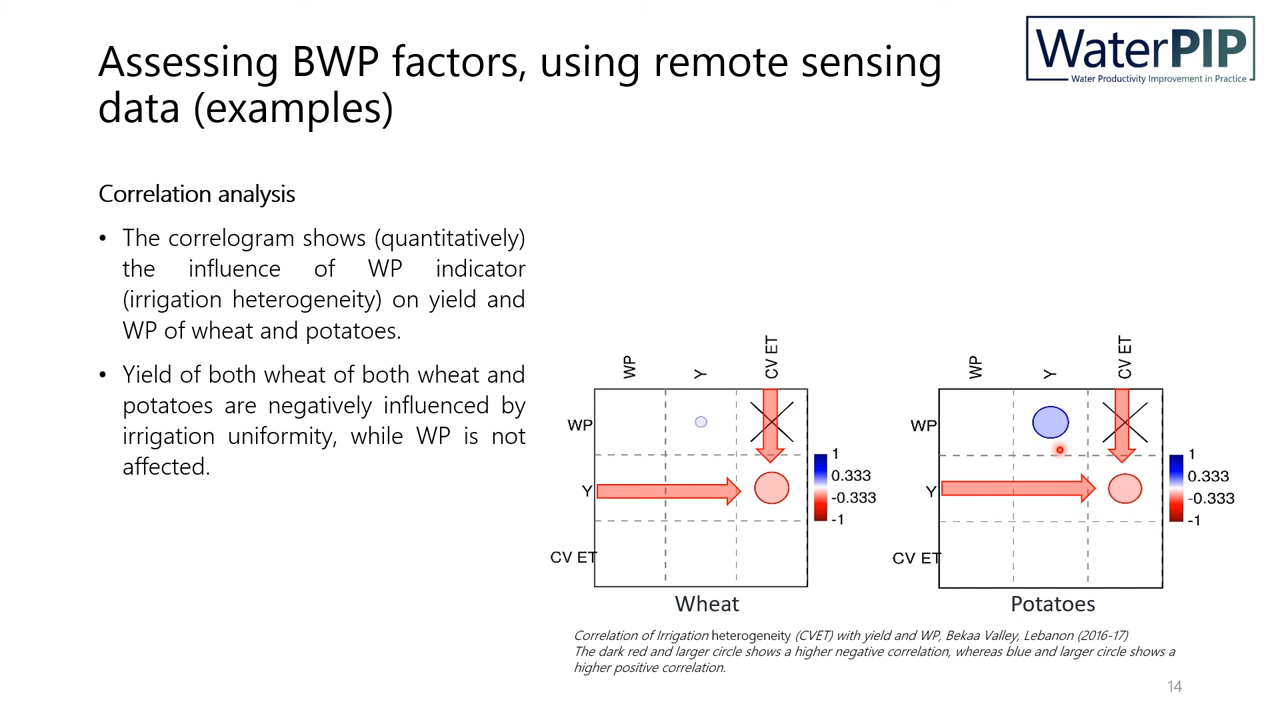 Assessing BWP factors, using remote sensing
data (examples)
WaterPIP
Water Productivity Improvement in Practice
Correlation analysis
• The correlogram shows (quantitatively)
the influence of WP indicator
(irrigation heterogeneity) on yield and
WP of wheat and potatoes.
• Yield of both wheat of both wheat and
potatoes are negatively influenced by
irrigation uniformity, while WP is not
affected.
WP
Y
CV ET
WP
Y
CV ET
1
0.333
-0.333
-1
Wheat
WP
Y
CV ET
WP
Y
CV ET
1
0.333
-0.333
-1
Potatoes
Correlation of Irrigation heterogeneity (CVET) with yield and WP, Bekaa Valley, Lebanon (2016-17)
The dark red and larger circle shows a higher negative correlation, whereas blue and larger circle shows a
higher positive correlation.
14